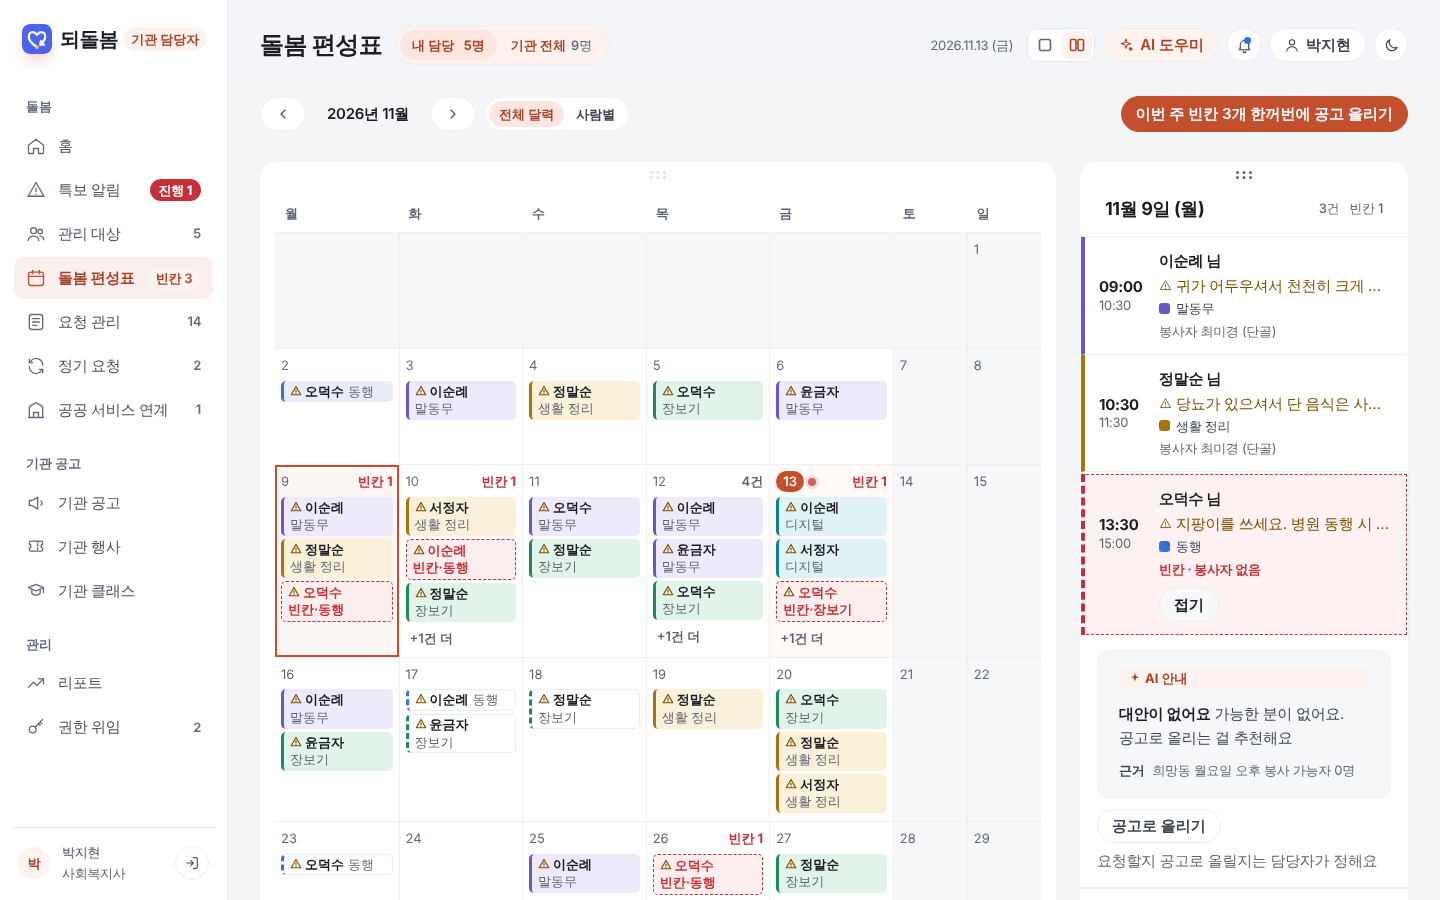 되돌봄 기관 담당자
돌봄
홈
특보 알림 진행 1
관리 대상 5
돌봄 편성표 빈칸 3
요청 관리 14
정기 요청 2
공공 서비스 연계 1
기관 공고
기관 공고
기관 행사
기관 클래스
관리
리포트
권한 위임 2
박 박지현
사회복지사
돌봄 편성표 내 담당 5명 기관 전체 9명
2026.11.13 (금) AI 도우미 박지현
2026년 11월 전체 달력 사람별
이번 주 빈칸 3개 한꺼번에 공고 올리기
월 화 수 목 금 토 일
1
2 3 4 5 6 7 8
오덕수 동행
이순례
말동무
정말순
생활 정리
오덕수
장보기
윤금자
말동무
9 빈칸 1
이순례
말동무
정말순
생활 정리
오덕수
빈칸·동행
10 빈칸 1
서정자
생활 정리
이순례
빈칸·동행
정말순
장보기
+1건 더
11
오덕수
말동무
정말순
장보기
12 4건
이순례
말동무
윤금자
말동무
오덕수
장보기
+1건 더
13 빈칸 1
이순례
디지털
서정자
디지털
오덕수
빈칸·장보기
+1건 더
14
15
16
이순례
말동무
윤금자
장보기
17
이순례 동행
윤금자
장보기
18
정말순
장보기
19
정말순
생활 정리
20
오덕수
장보기
정말순
생활 정리
서정자
생활 정리
21
22
23
오덕수 동행
24
25
이순례
말동무
26 빈칸 1
오덕수
빈칸·동행
27
정말순
장보기
28
29
11월 9일 (월) 3건 빈칸 1
09:00
10:30
이순례 님
귀가 어두우셔서 천천히 크게 ...
말동무
봉사자 최미경 (단골)
10:30
11:30
정말순 님
당뇨가 있으셔서 단 음식은 사...
생활 정리
봉사자 최미경 (단골)
13:30
15:00
오덕수 님
지팡이를 쓰세요. 병원 동행 시 ...
동행
빈칸 · 봉사자 없음
접기
AI 안내
대안이 없어요 가능한 분이 없어요.
공고로 올리는 걸 추천해요
근거 희망동 월요일 오후 봉사 가능자 0명
공고로 올리기
요청할지 공고로 올릴지는 담당자가 정해요